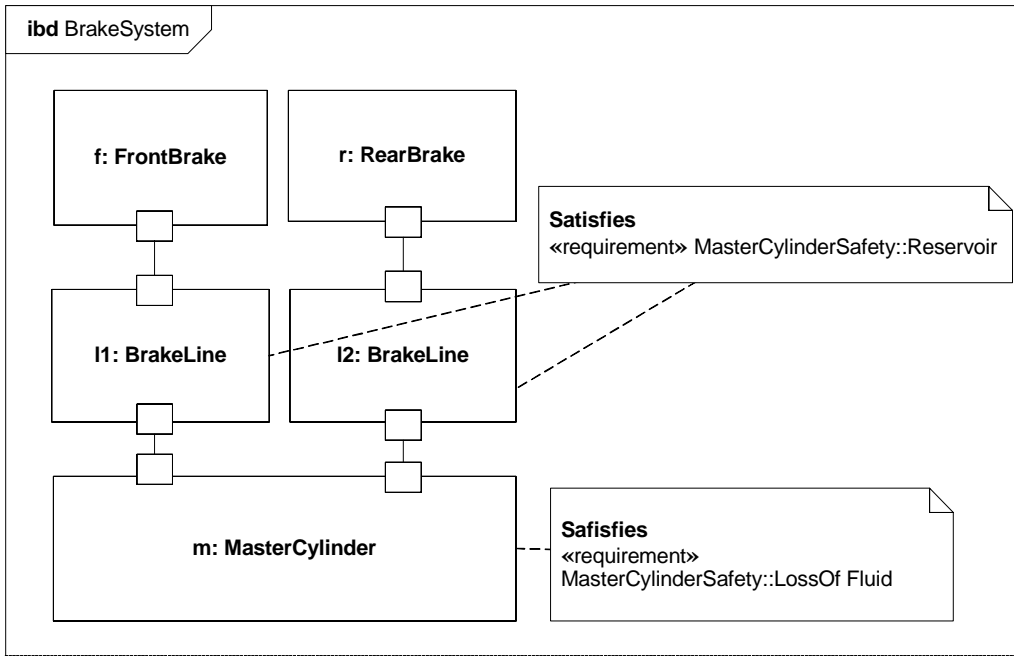 ibd BrakeSystem
f: FrontBrake
r: RearBrake
Satisfies
«requirement» MasterCylinderSafety::Reservoir
l1: BrakeLine
l2: BrakeLine
m: MasterCylinder
Safisfies
«requirement»
MasterCylinderSafety::LossOf Fluid